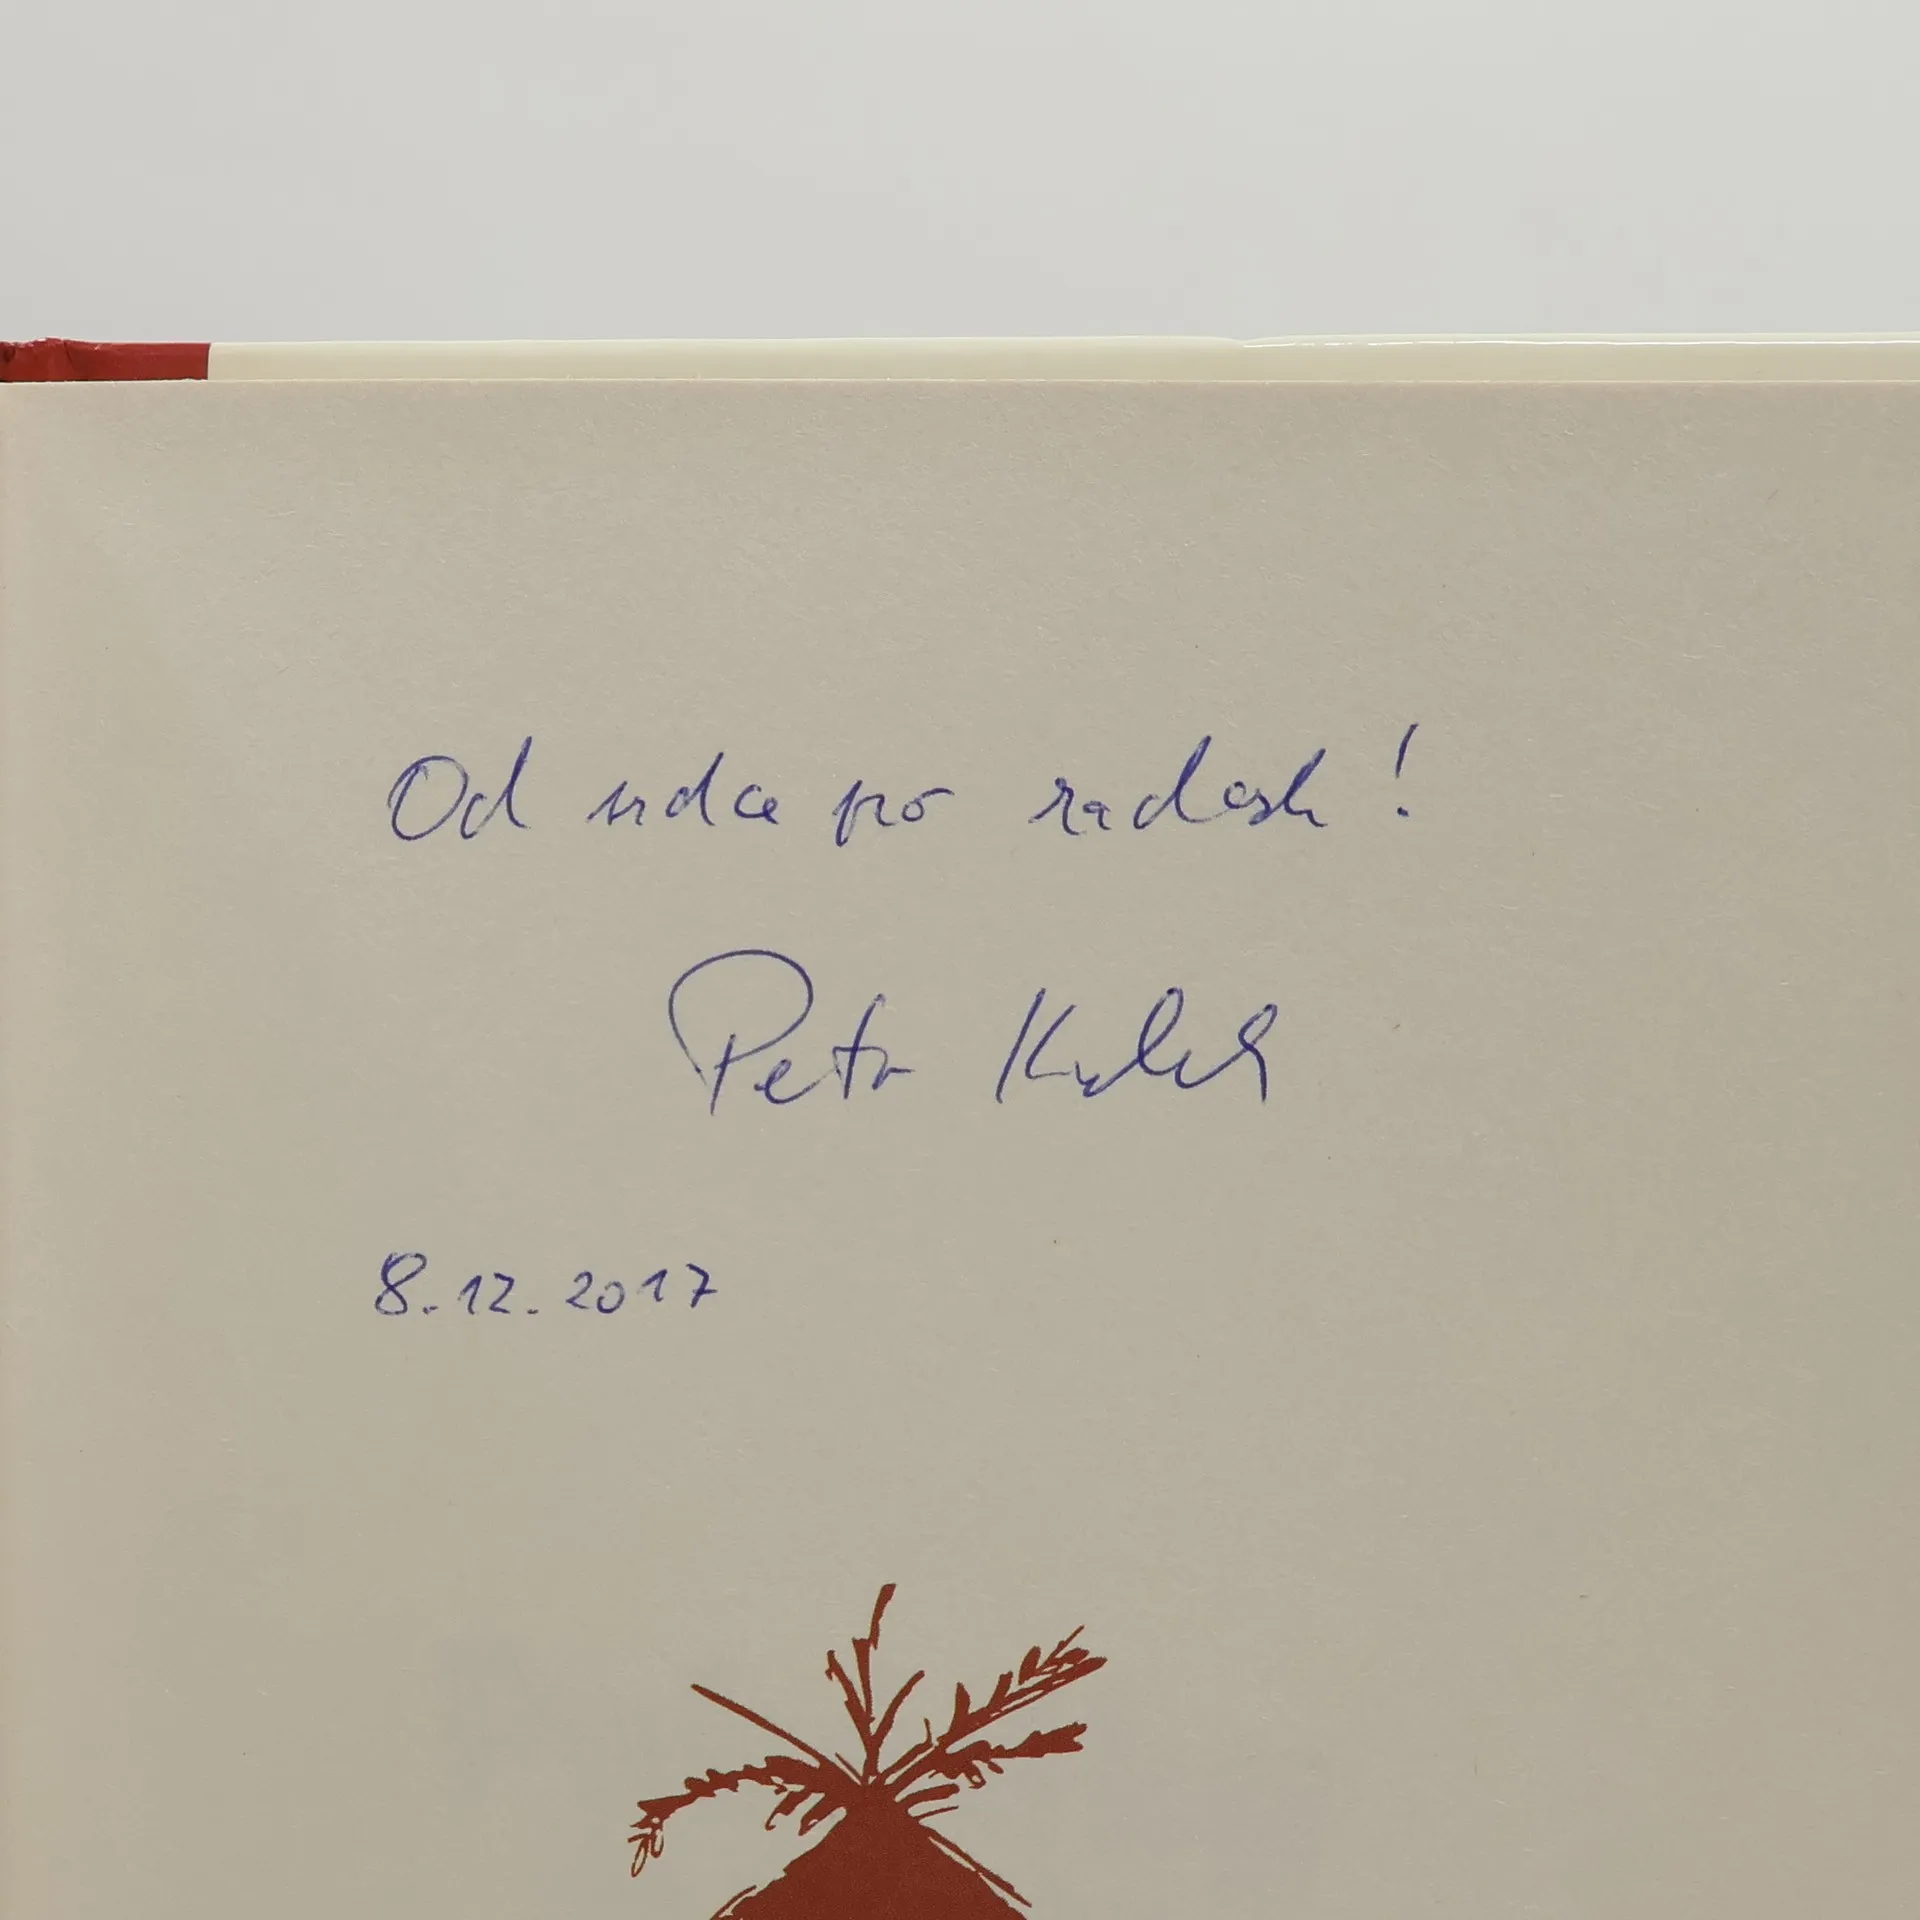 Od srdce pro radost!
Petr
8.12.2017